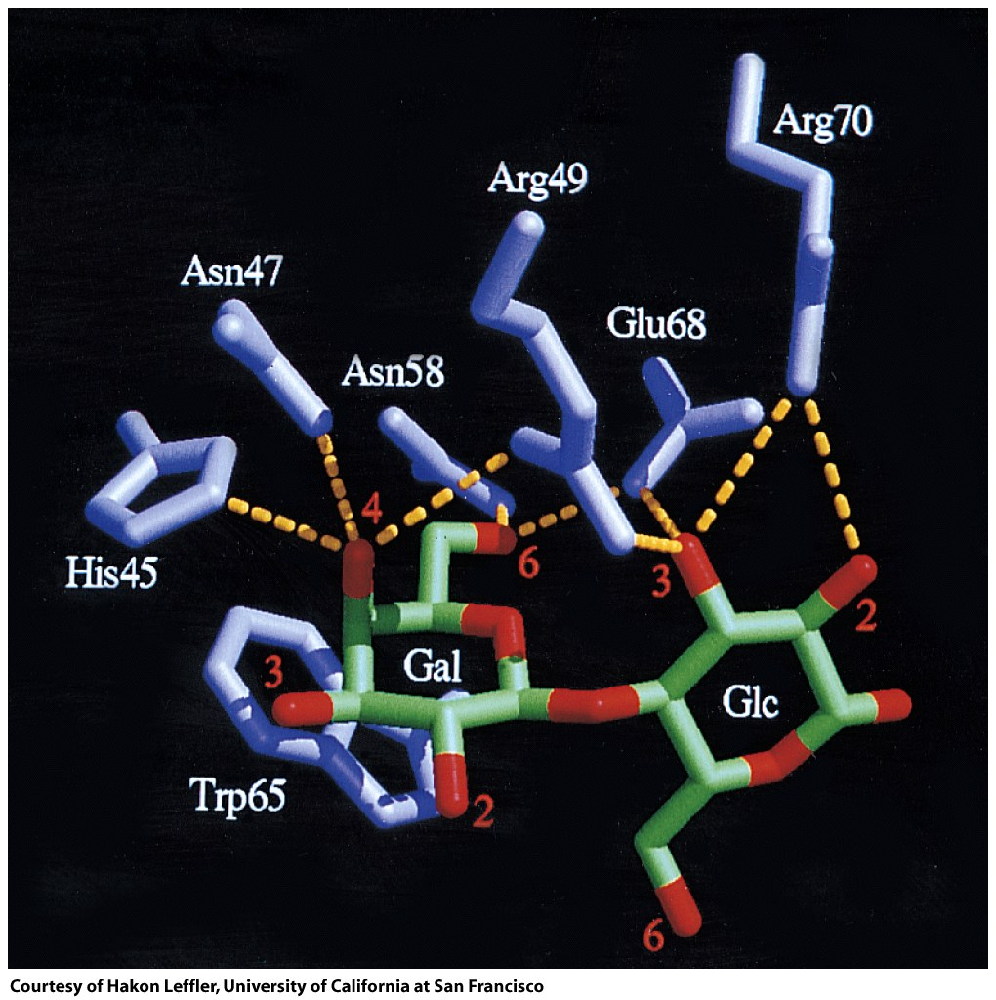 Arg70
Arg49
Asn47
Glu68
Asn58
4
His45
6
3
2
3
Gal
Glc
Trp65
2
6
Courtesy of Hakon Leffler, University of California at San Francisco